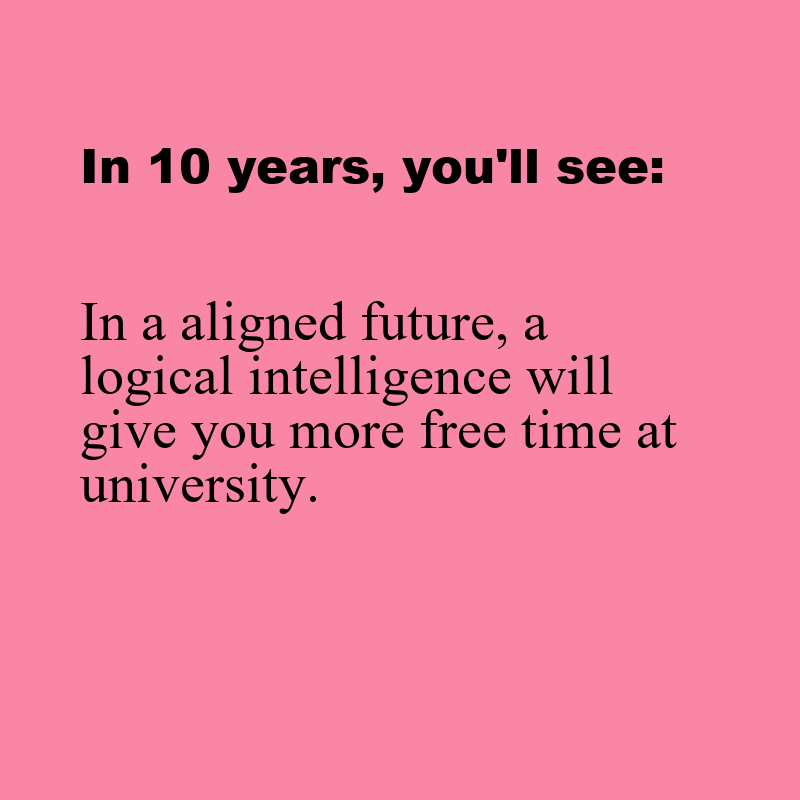 In 10 years, you'll see:
In a aligned future, a
logical intelligence will
give you more free time at
university.